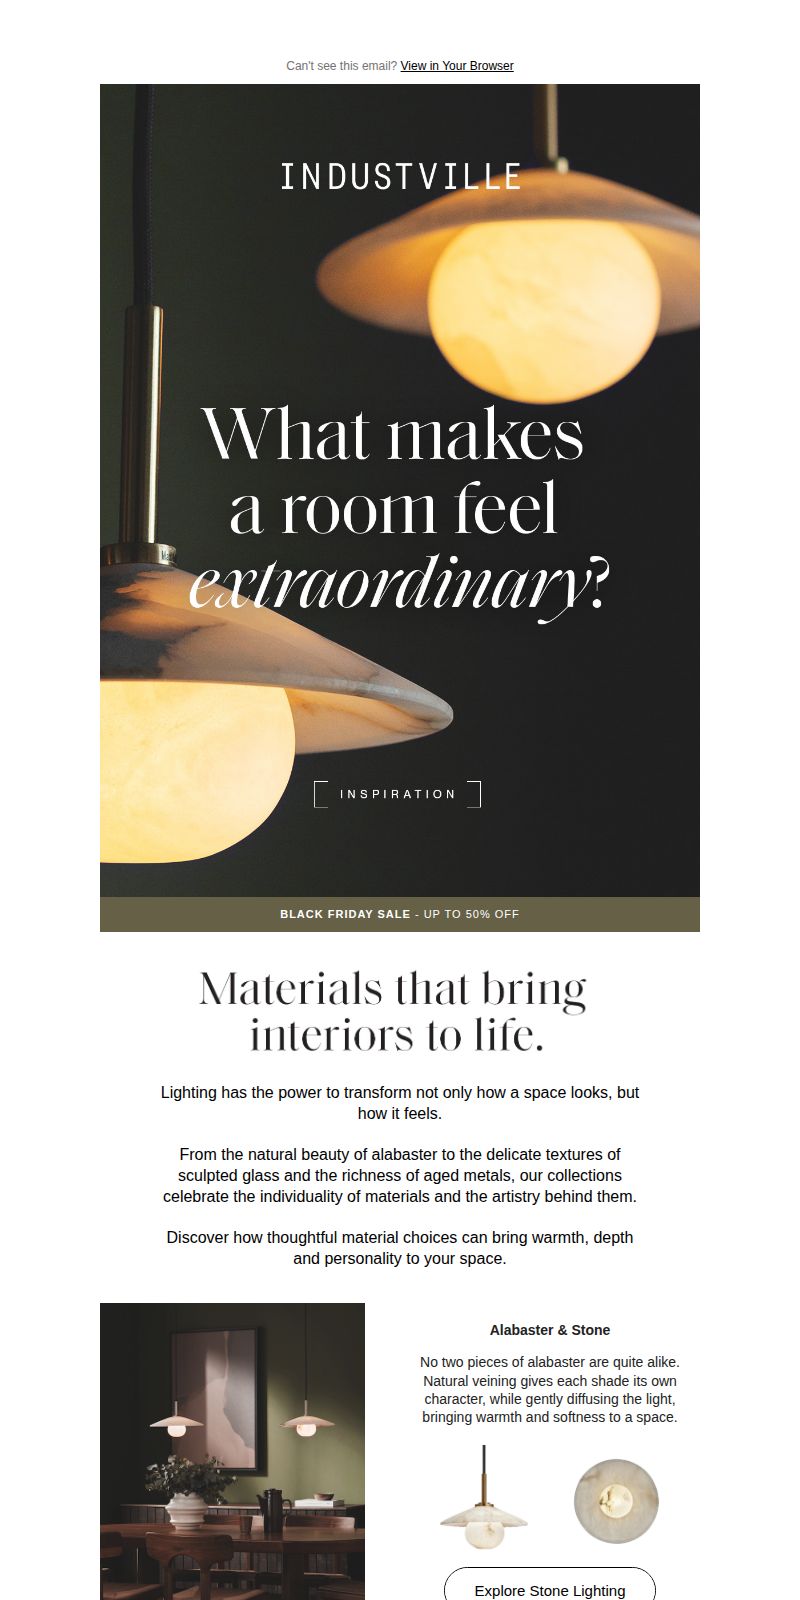 Can't see this email? View in Your Browser
INDUSTVILLE
What makes
a room feel
extraordinary?
INSPIRATION
BLACK FRIDAY SALE - UP TO 50% OFF
Materials that bring
interiors to life.
Lighting has the power to transform not only how a space looks, but
how it feels.
From the natural beauty of alabaster to the delicate textures of
sculpted glass and the richness of aged metals, our collections
celebrate the individuality of materials and the artistry behind them.
Discover how thoughtful material choices can bring warmth, depth
and personality to your space.
Alabaster & Stone
No two pieces of alabaster are quite alike.
Natural veining gives each shade its own
character, while gently diffusing the light,
bringing warmth and softness to a space.
Explore Stone Lighting